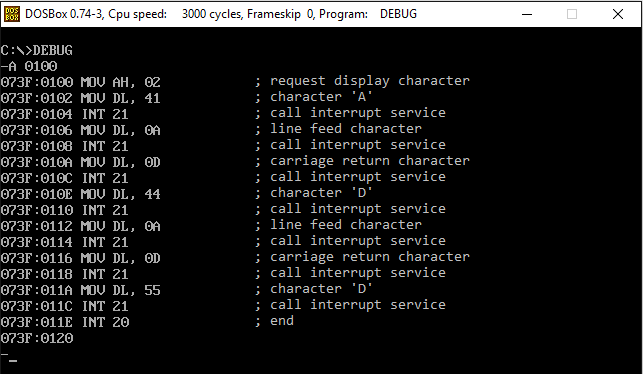 DOSBox 0.74-3, Cpu speed: 3000 cycles, Frameskip 0, Program: DEBUG
C:\>DEBUG
-A 0100
073F:0100 MOV AH, 02 ; request display character
073F:0102 MOV DL, 41 ; character 'A'
073F:0104 INT 21 ; call interrupt service
073F:0106 MOV DL, 0A ; line feed character
073F:0108 INT 21 ; call interrupt service
073F:010A MOV DL, 0D ; carriage return character
073F:010C INT 21 ; call interrupt service
073F:010E MOV DL, 44 ; character 'D'
073F:0110 INT 21 ; call interrupt service
073F:0112 MOV DL, 0A ; line feed character
073F:0114 INT 21 ; call interrupt service
073F:0116 MOV DL, 0D ; carriage return character
073F:0118 INT 21 ; call interrupt service
073F:011A MOV DL, 55 ; character 'D'
073F:011C INT 21 ; call interrupt service
073F:011E INT 20 ; end
073F:0120
-_